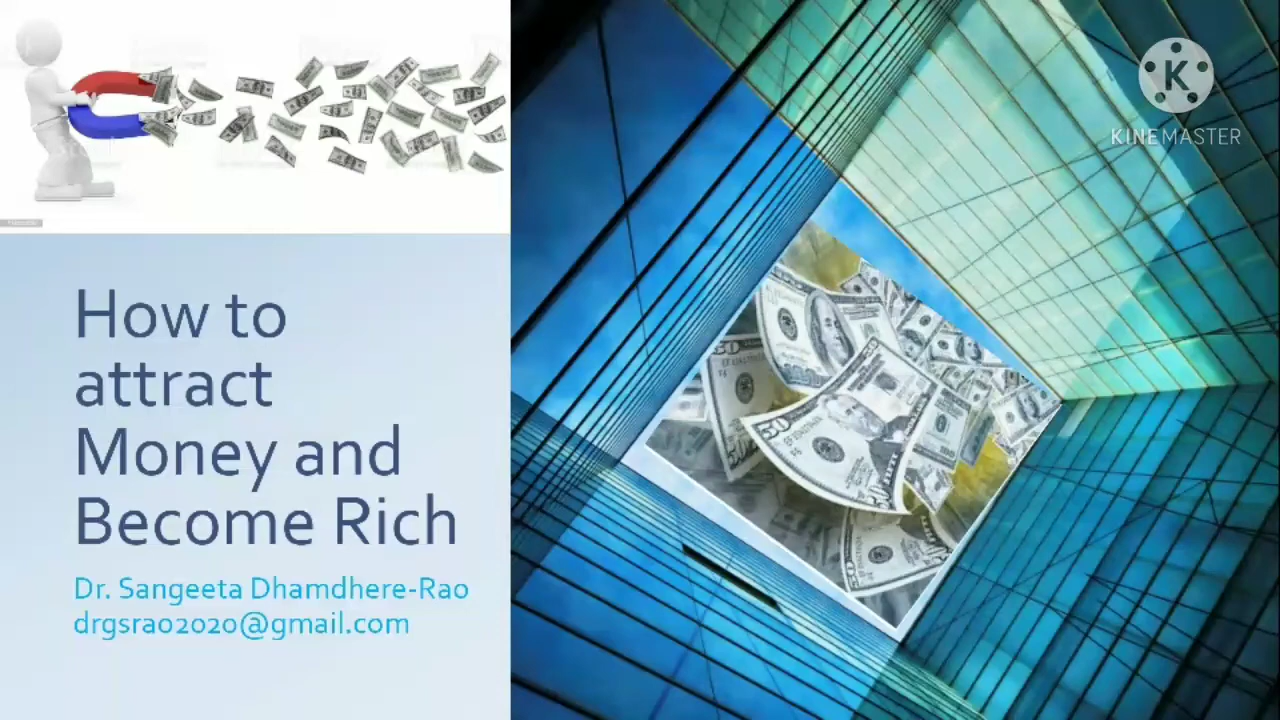 How to
attract
Money and
Become Rich
Dr. Sangeeta Dhamdhere-Rao
drgsrao2020@gmail.com
K
KINEMASTER